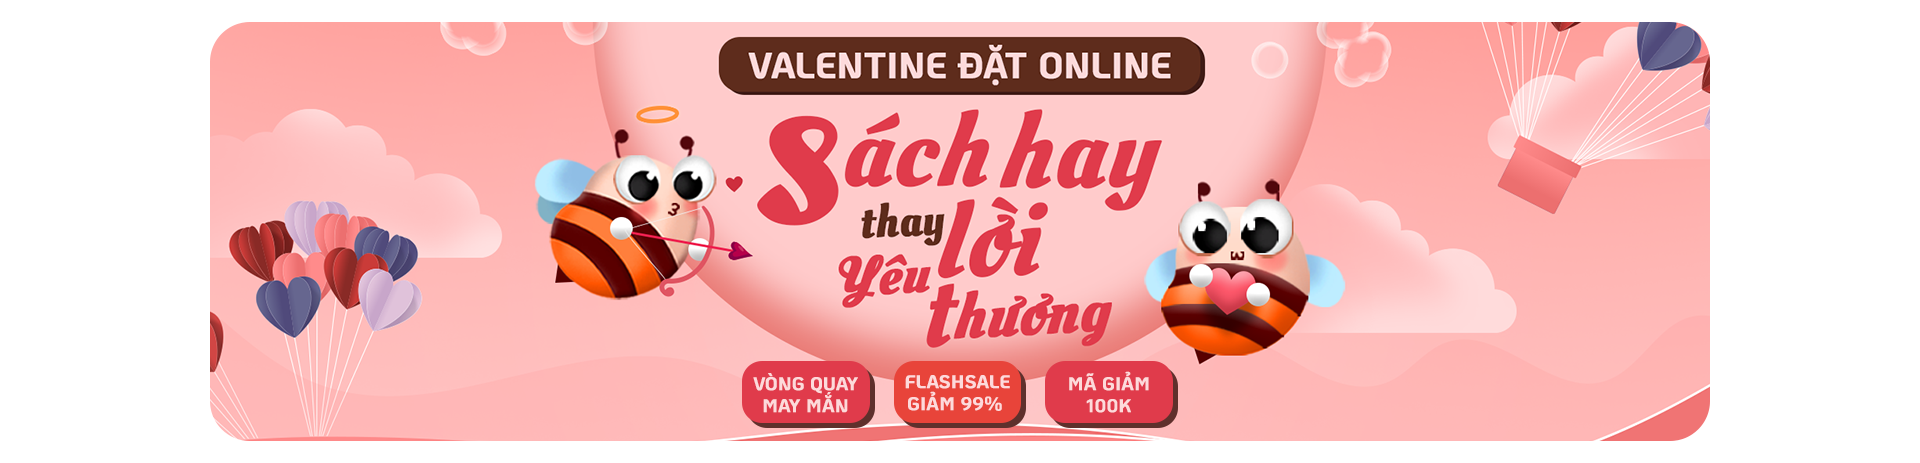 VALENTINE ĐẶT ONLINE
Sách hay
thay lời
Yêu thương
VÒNG QUAY
MAY MẮN
FLASHSALE
GIẢM 99%
MÃ GIẢM
100K